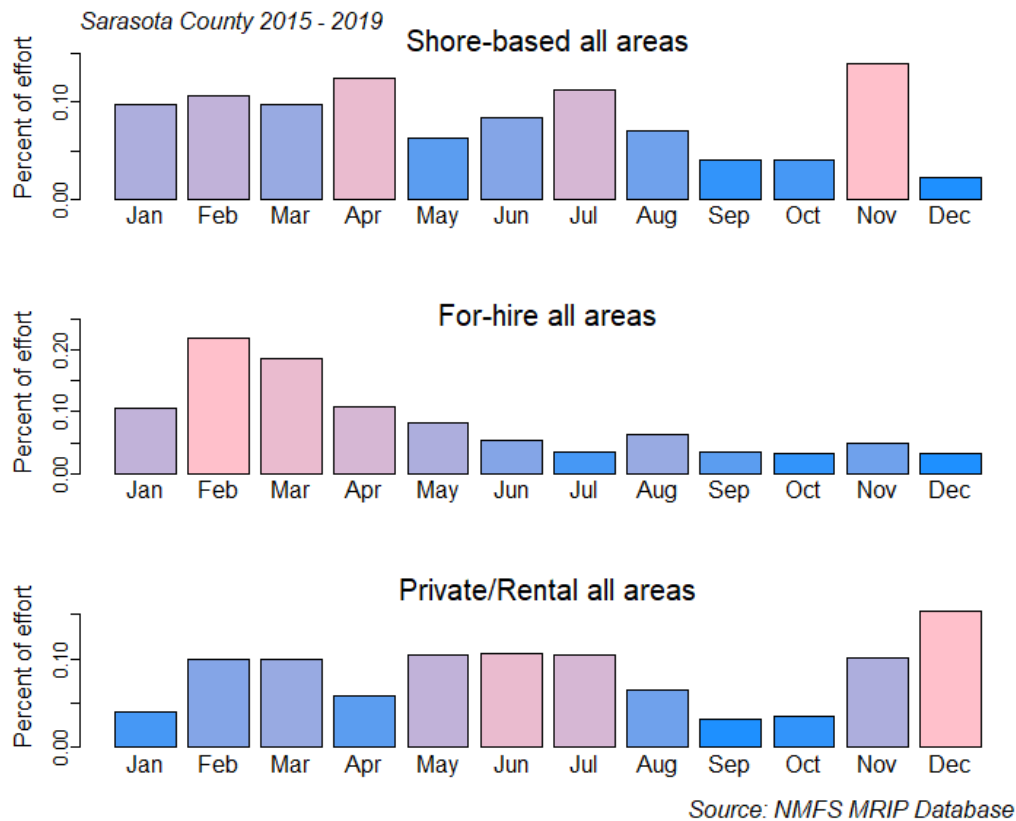 Sarasota County 2015 - 2019
Shore-based all areas
Percent of effort
0.10
0.00
Jan Feb Mar Apr May Jun Jul Aug Sep Oct Nov Dec
For-hire all areas
Percent of effort
0.20
0.10
0.00
Jan Feb Mar Apr May Jun Jul Aug Sep Oct Nov Dec
Private/Rental all areas
Percent of effort
0.10
0.00
Jan Feb Mar Apr May Jun Jul Aug Sep Oct Nov Dec
Source: NMFS MRIP Database